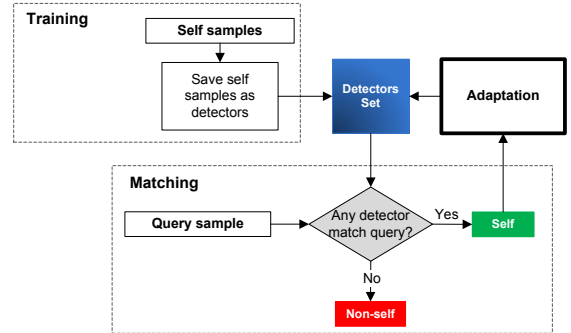 Training
Self samples
Save self
samples as
detectors
Detectors
Set
Adaptation
Matching
Query sample
Any detector
match query?
Yes
Self
No
Non-self